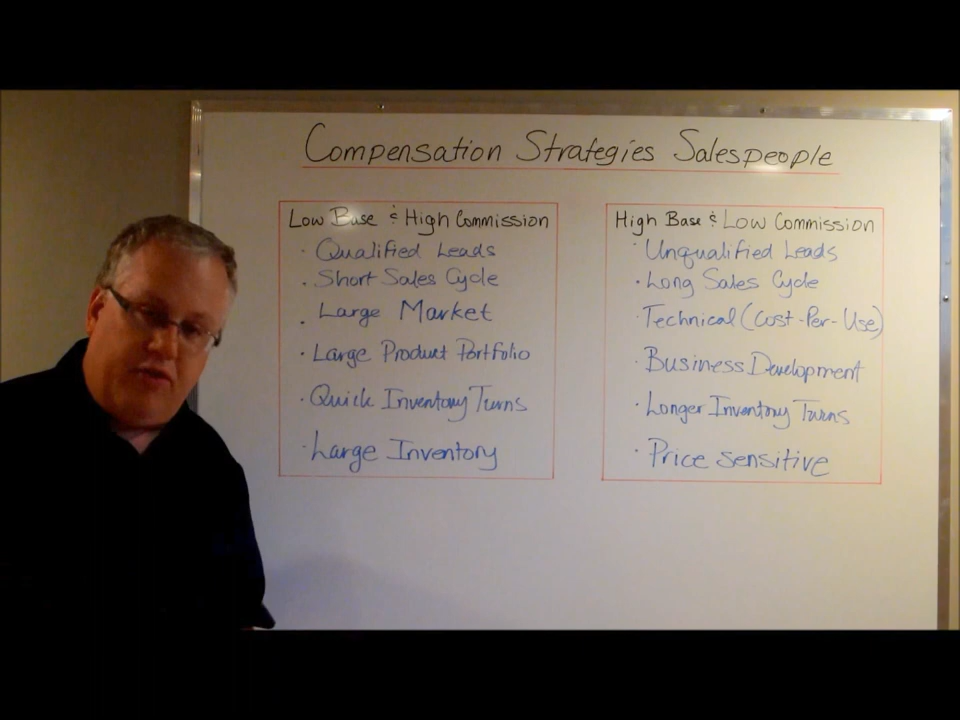 Compensation Strategies Salespeople
Low Base & High Commission
· Qualified Leads
· Short Sales Cycle
· Large Market
· Large Product Portfolio
· Quick Inventory Turns
· Large Inventory
High Base & Low Commission
· Unqualified Leads
· Long Sales Cycle
· Technical (Cost-Per-Use)
· Business Development
· Longer Inventory Turns
· Price Sensitive